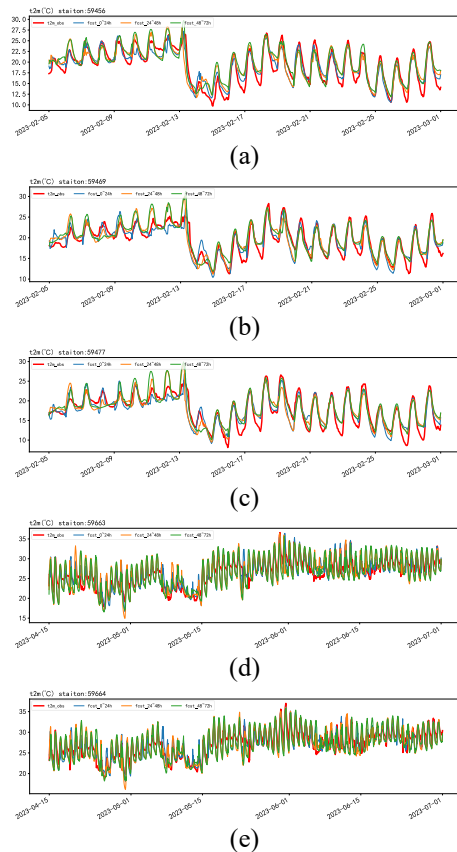 t2m(℃) staiton:59456
t2m_obs fcst_0~24h fcst_24~48h fcst_48~72h
30.0
27.5
25.0
22.5
20.0
17.5
15.0
12.5
10.0
2023-02-05 2023-02-09 2023-02-13 2023-02-17 2023-02-21 2023-02-25 2023-03-01
(a)
t2m(℃) staiton:59469
t2m_obs fcst_0~24h fcst_24~48h fcst_48~72h
30
25
20
15
10
2023-02-05 2023-02-09 2023-02-13 2023-02-17 2023-02-21 2023-02-25 2023-03-01
(b)
t2m(℃) staiton:59477
t2m_obs fcst_0~24h fcst_24~48h fcst_48~72h
25
20
15
10
2023-02-05 2023-02-09 2023-02-13 2023-02-17 2023-02-21 2023-02-25 2023-03-01
(c)
t2m(℃) staiton:59663
t2m_obs fcst_0~24h fcst_24~48h fcst_48~72h
35
30
25
20
15
2023-04-15 2023-05-01 2023-05-15 2023-06-01 2023-06-15 2023-07-01
(d)
t2m(℃) staiton:59664
t2m_obs fcst_0~24h fcst_24~48h fcst_48~72h
35
30
25
20
2023-04-15 2023-05-01 2023-05-15 2023-06-01 2023-06-15 2023-07-01
(e)